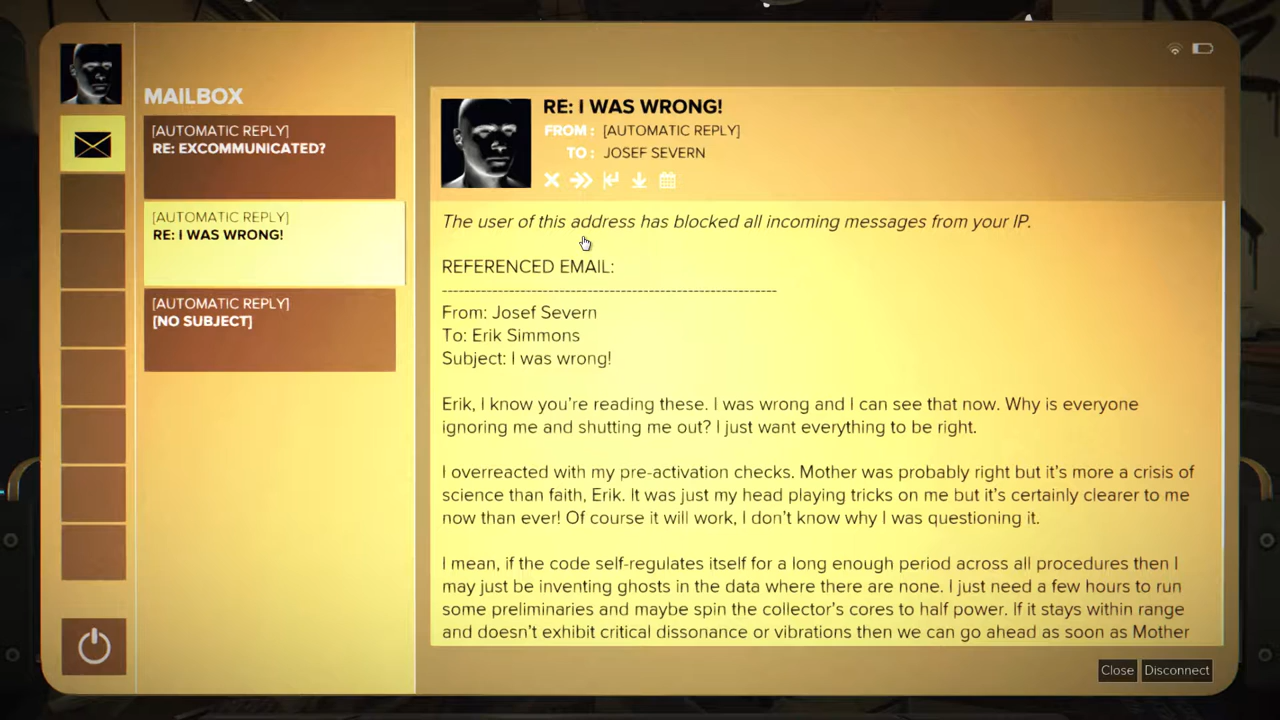 MAILBOX
[AUTOMATIC REPLY]
RE: EXCOMMUNICATED?
[AUTOMATIC REPLY]
RE: I WAS WRONG!
[AUTOMATIC REPLY]
[NO SUBJECT]
RE: I WAS WRONG!
FROM : [AUTOMATIC REPLY]
TO : JOSEF SEVERN
The user of this address has blocked all incoming messages from your IP.
REFERENCED EMAIL:
----------------------------------------------------------
From: Josef Severn
To: Erik Simmons
Subject: I was wrong!
Erik, I know you're reading these. I was wrong and I can see that now. Why is everyone
ignoring me and shutting me out? I just want everything to be right.
I overreacted with my pre-activation checks. Mother was probably right but it's more a crisis of
science than faith, Erik. It was just my head playing tricks on me but it's certainly clearer to me
now than ever! Of course it will work, I don't know why I was questioning it.
I mean, if the code self-regulates itself for a long enough period across all procedures then I
may just be inventing ghosts in the data where there are none. I just need a few hours to run
some preliminaries and maybe spin the collector's cores to half power. If it stays within range
and doesn't exhibit critical dissonance or vibrations then we can go ahead as soon as Mother
Close Disconnect